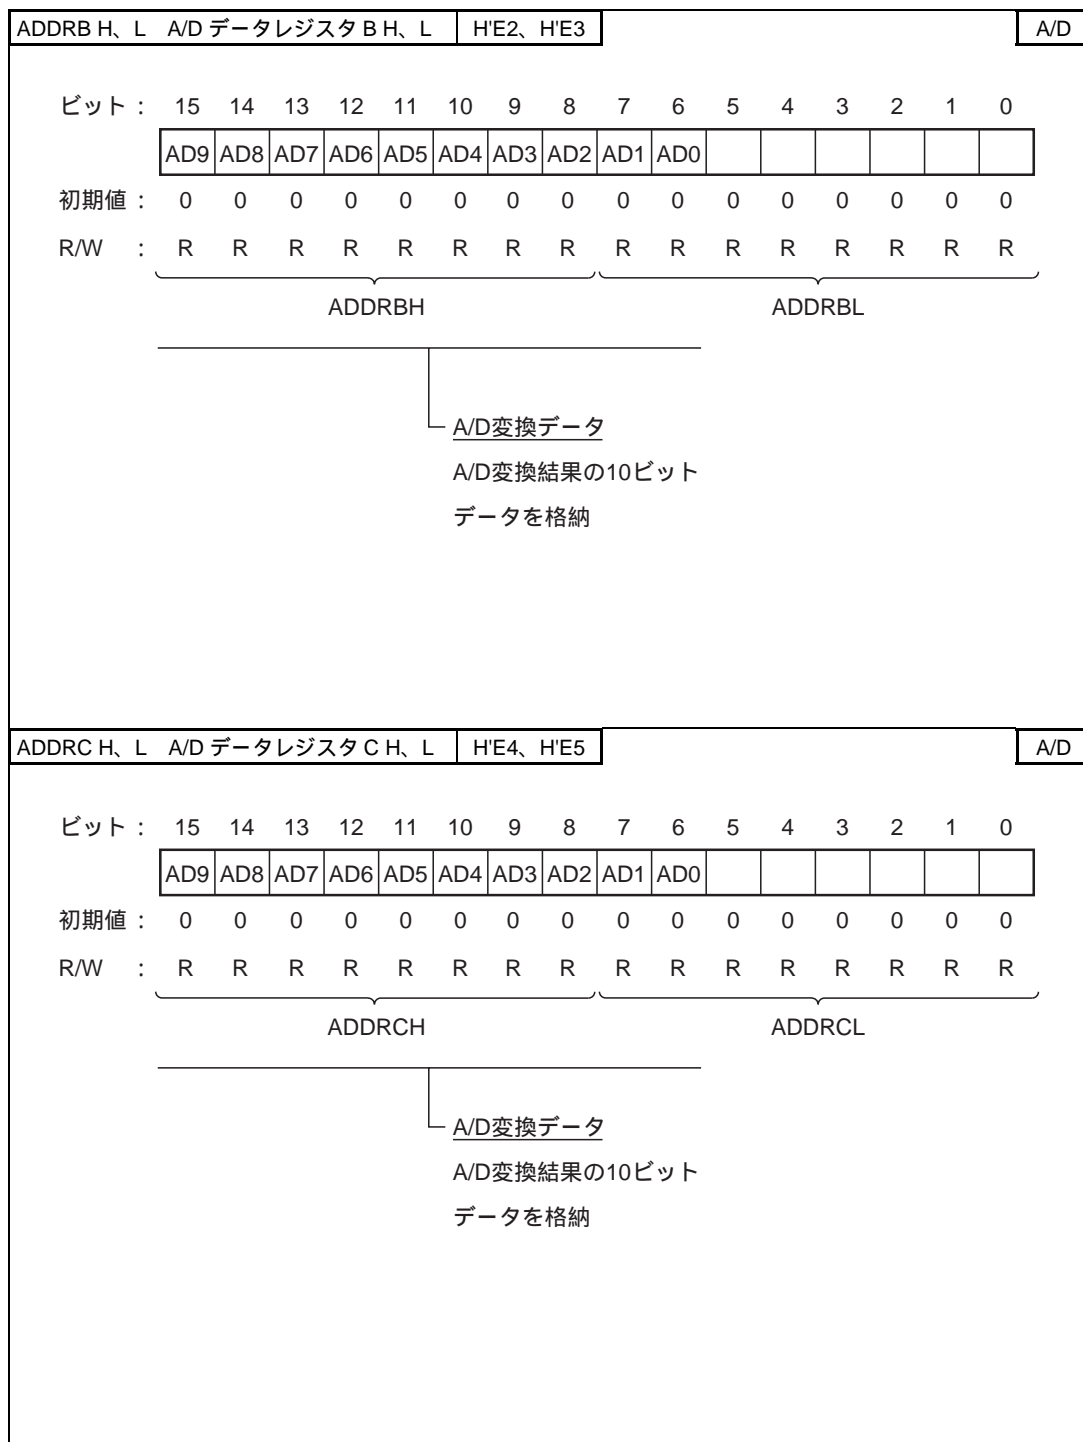 ADDRB H、L A/D データレジスタ B H、L H'E2、H'E3 A/D
ビット : 15 14 13 12 11 10 9 8 7 6 5 4 3 2 1 0
AD9 AD8 AD7 AD6 AD5 AD4 AD3 AD2 AD1 AD0
初期値 : 0 0 0 0 0 0 0 0 0 0 0 0 0 0 0 0
R/W : R R R R R R R R R R R R R R R R
ADDRBH ADDRBL
A/D変換データ
A/D変換結果の10ビット
データを格納
ADDRC H、L A/D データレジスタ C H、L H'E4、H'E5 A/D
ビット : 15 14 13 12 11 10 9 8 7 6 5 4 3 2 1 0
AD9 AD8 AD7 AD6 AD5 AD4 AD3 AD2 AD1 AD0
初期値 : 0 0 0 0 0 0 0 0 0 0 0 0 0 0 0 0
R/W : R R R R R R R R R R R R R R R R
ADDRCH ADDRCL
A/D変換データ
A/D変換結果の10ビット
データを格納